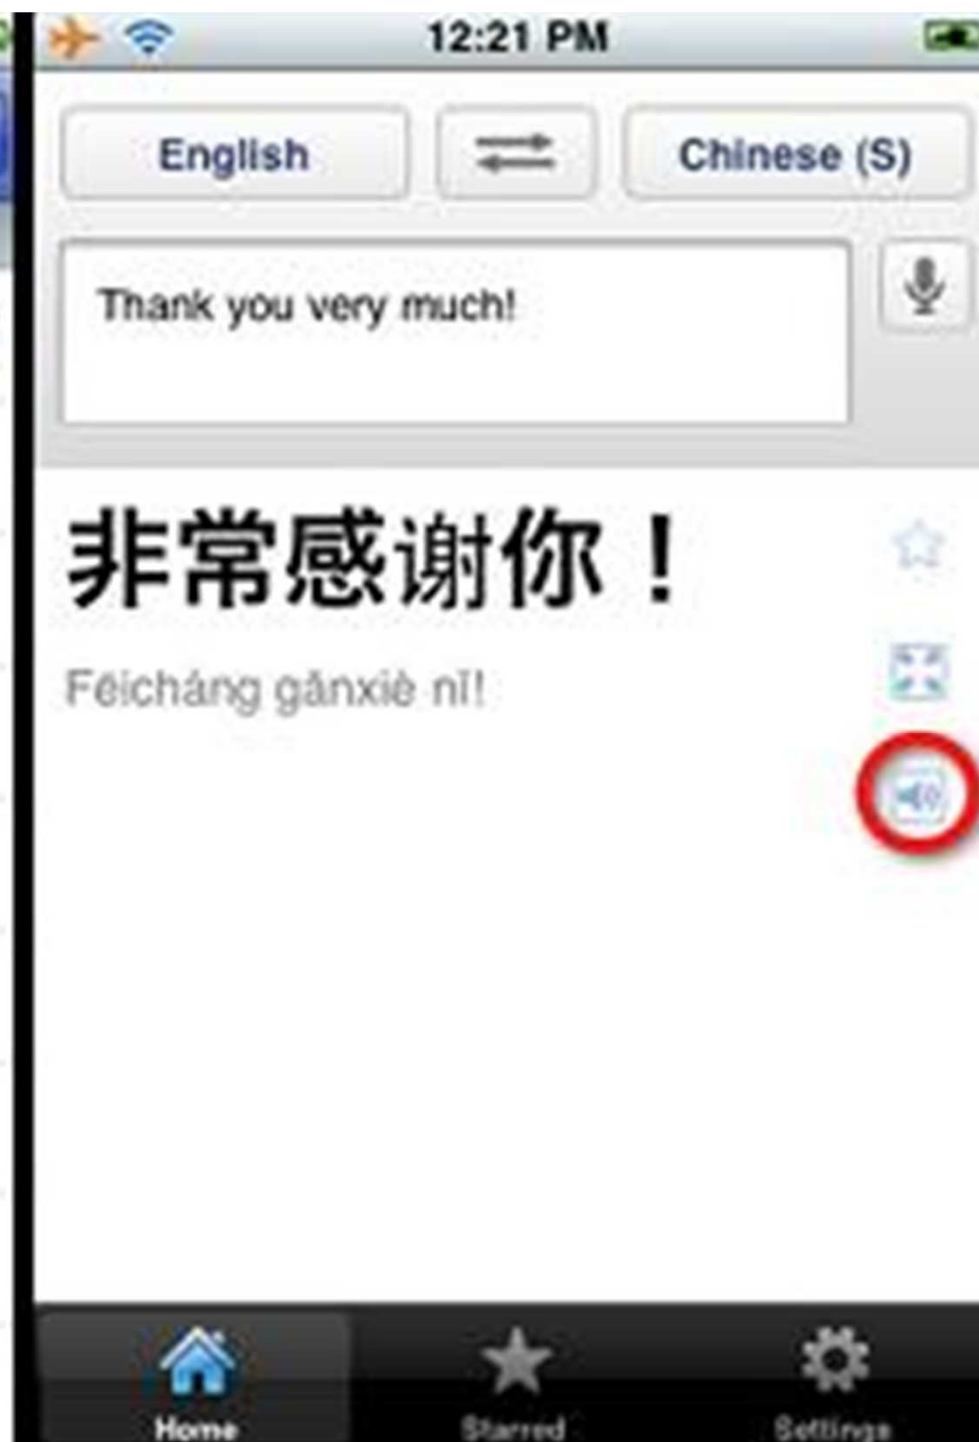 12:21 PM
English
Chinese (S)
Thank you very much!
非常感谢你！
Fēicháng gǎnxiè nǐ!
Home
Starred
Settings